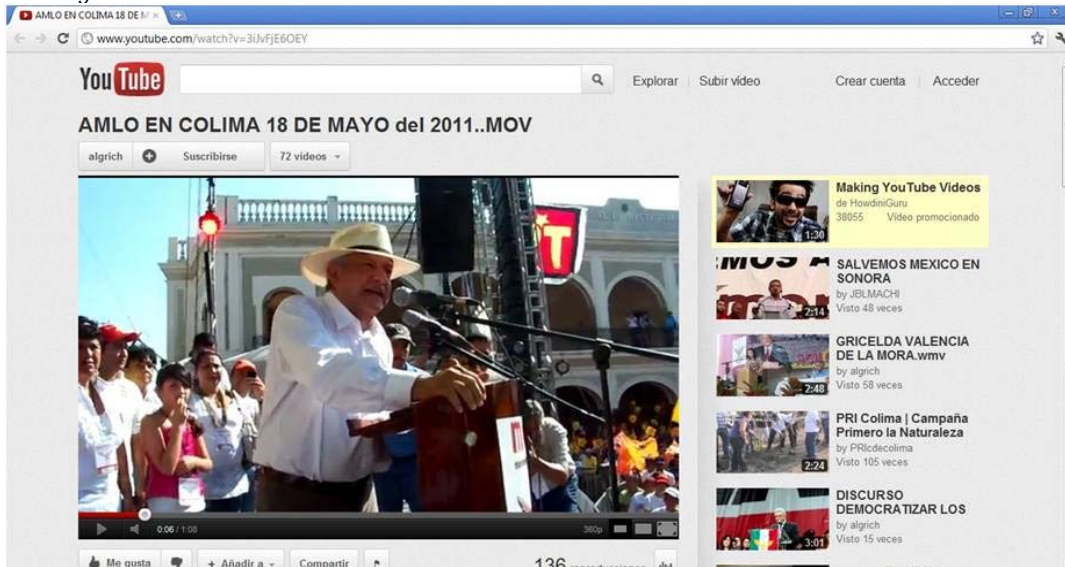 AMLO EN COLIMA 18 DE M
www.youtube.com/watch?v=3iJvFjE6OEY
YouTube
Explorar | Subir vídeo
Crear cuenta | Acceder
AMLO EN COLIMA 18 DE MAYO del 2011..MOV
algrich Suscribirse 72 vídeos
T
0:06 / 1:08
360p
Me gusta
+ Añadir a
Compartir
136 reproducciones
Making YouTube Videos
de HowdiniGuru
38055 Vídeo promocionado
1:30
SALVEMOS MEXICO EN
SONORA
by JBLMACHI
Visto 48 veces
2:14
GRICELDA VALENCIA
DE LA MORA.wmv
by algrich
Visto 58 veces
2:48
PRI Colima | Campaña
Primero la Naturaleza
by PRIcdecolima
Visto 105 veces
2:24
DISCURSO
DEMOCRATIZAR LOS
by algrich
Visto 15 veces
3:01